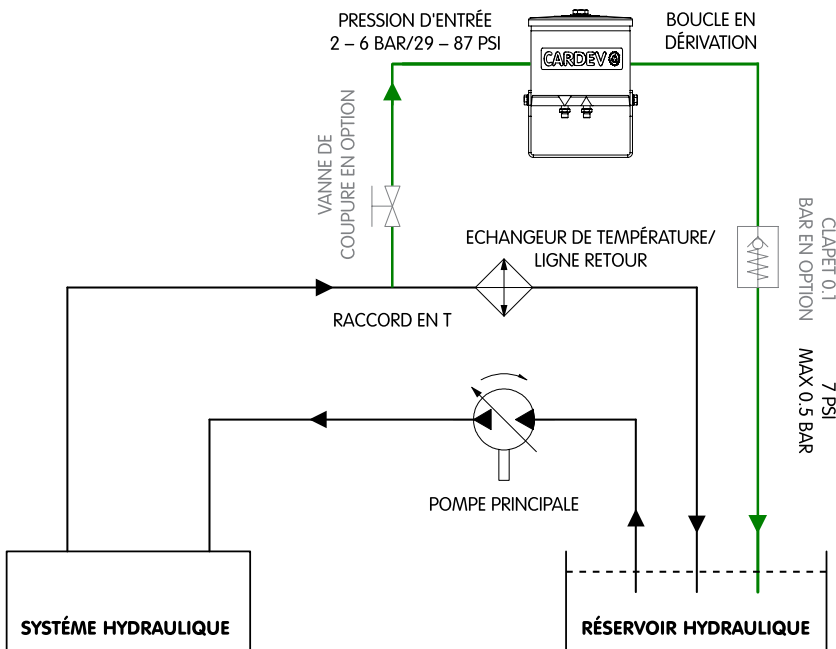 PRESSION D'ENTRÉE
2 – 6 BAR/29 – 87 PSI
BOUCLE EN
DÉRIVATION
CARDEV
VANNE DE
COUPURE EN OPTION
ECHANGEUR DE TEMPÉRATURE/
LIGNE RETOUR
CLAPET 0.1
BAR EN OPTION
RACCORD EN T
7 PSI
MAX 0.5 BAR
POMPE PRINCIPALE
SYSTÉME HYDRAULIQUE
RÉSERVOIR HYDRAULIQUE